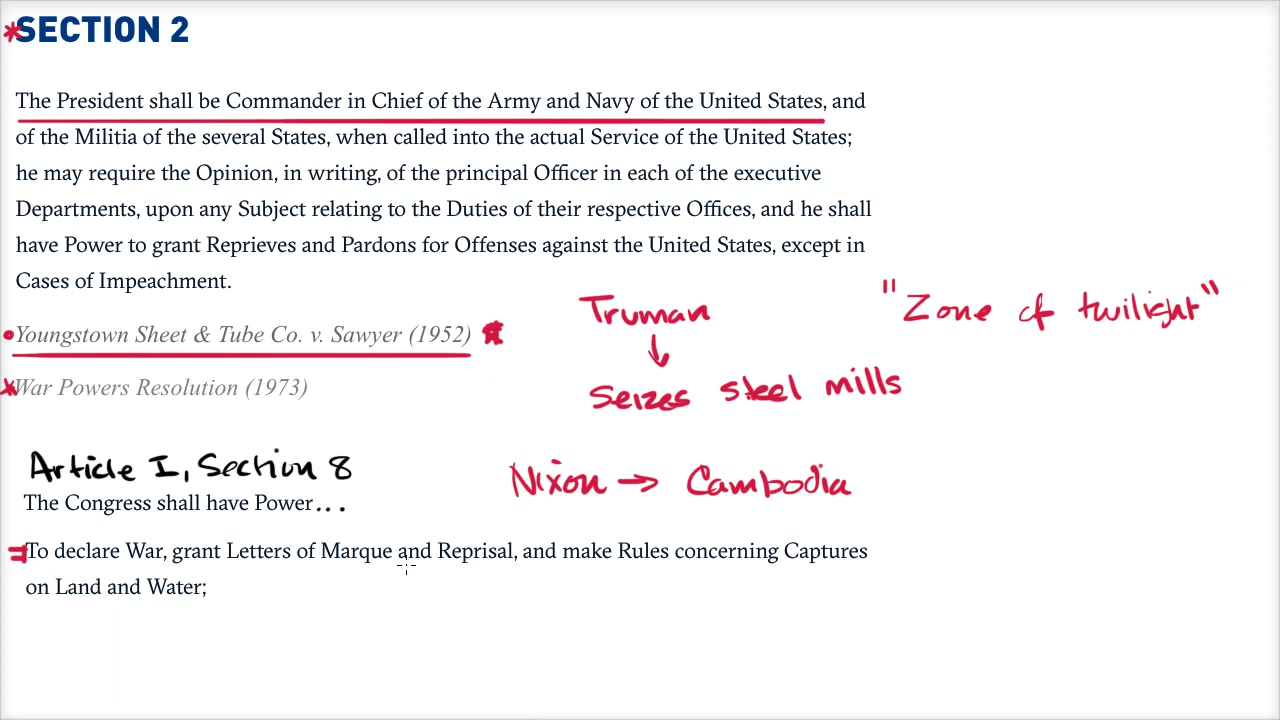 SECTION 2
The President shall be Commander in Chief of the Army and Navy of the United States, and
of the Militia of the several States, when called into the actual Service of the United States;
he may require the Opinion, in writing, of the principal Officer in each of the executive
Departments, upon any Subject relating to the Duties of their respective Offices, and he shall
have Power to grant Reprieves and Pardons for Offenses against the United States, except in
Cases of Impeachment.
Truman
"Zone of twilight"
Youngstown Sheet & Tube Co. v. Sawyer (1952)
Seizes steel mills
War Powers Resolution (1973)
Article I, Section 8
Nixon → Cambodia
The Congress shall have Power...
To declare War, grant Letters of Marque and Reprisal, and make Rules concerning Captures
on Land and Water;